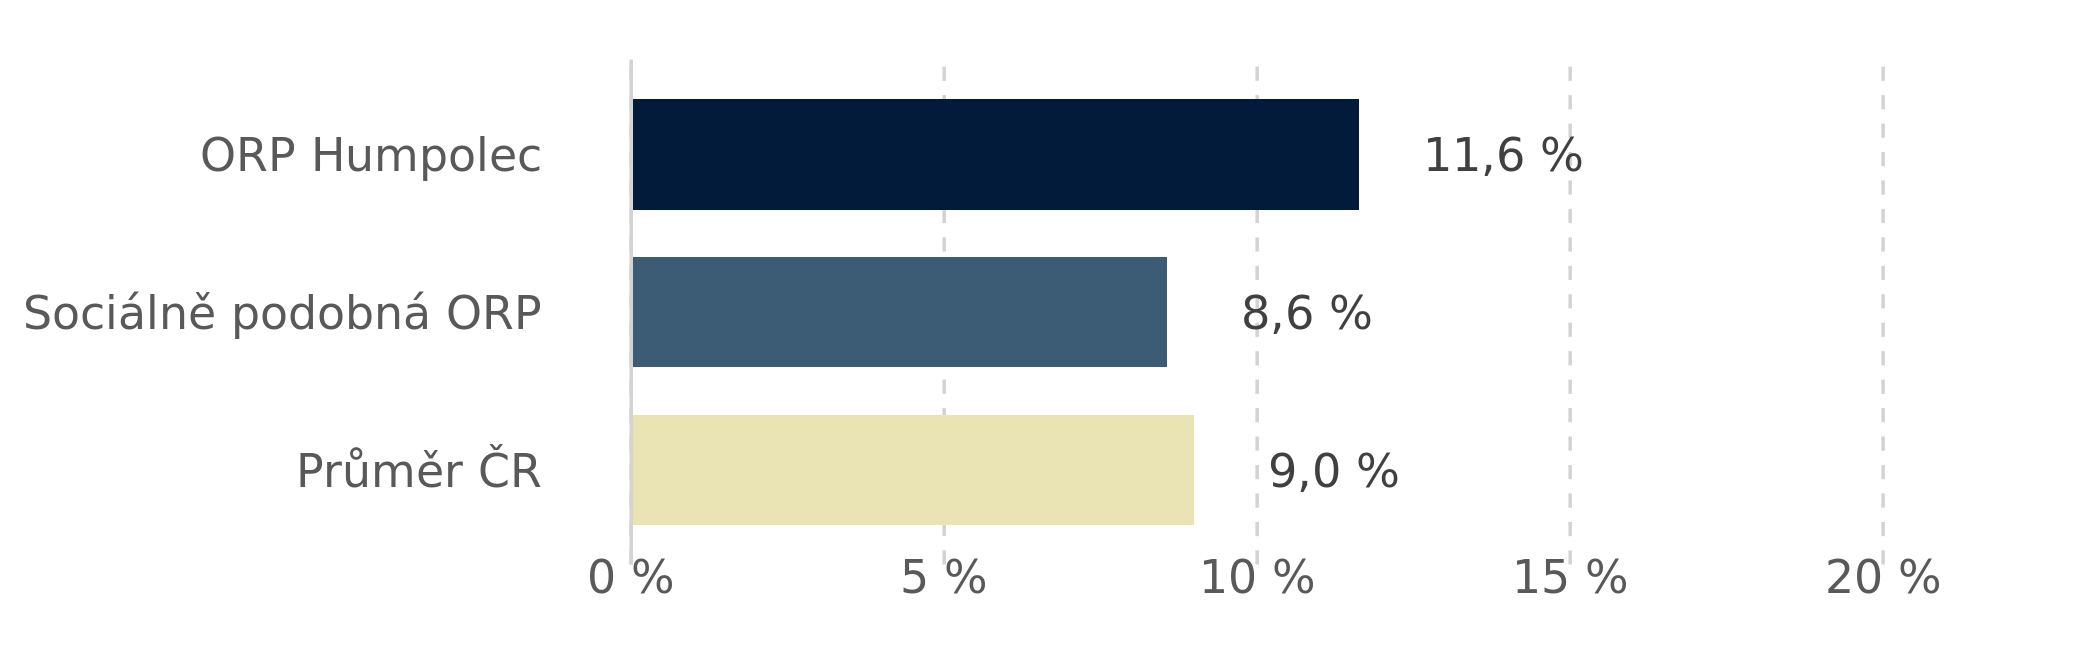 ORP Humpolec 11,6 %
Sociálně podobná ORP 8,6 %
Průměr ČR 9,0 %
0 % 5 % 10 % 15 % 20 %